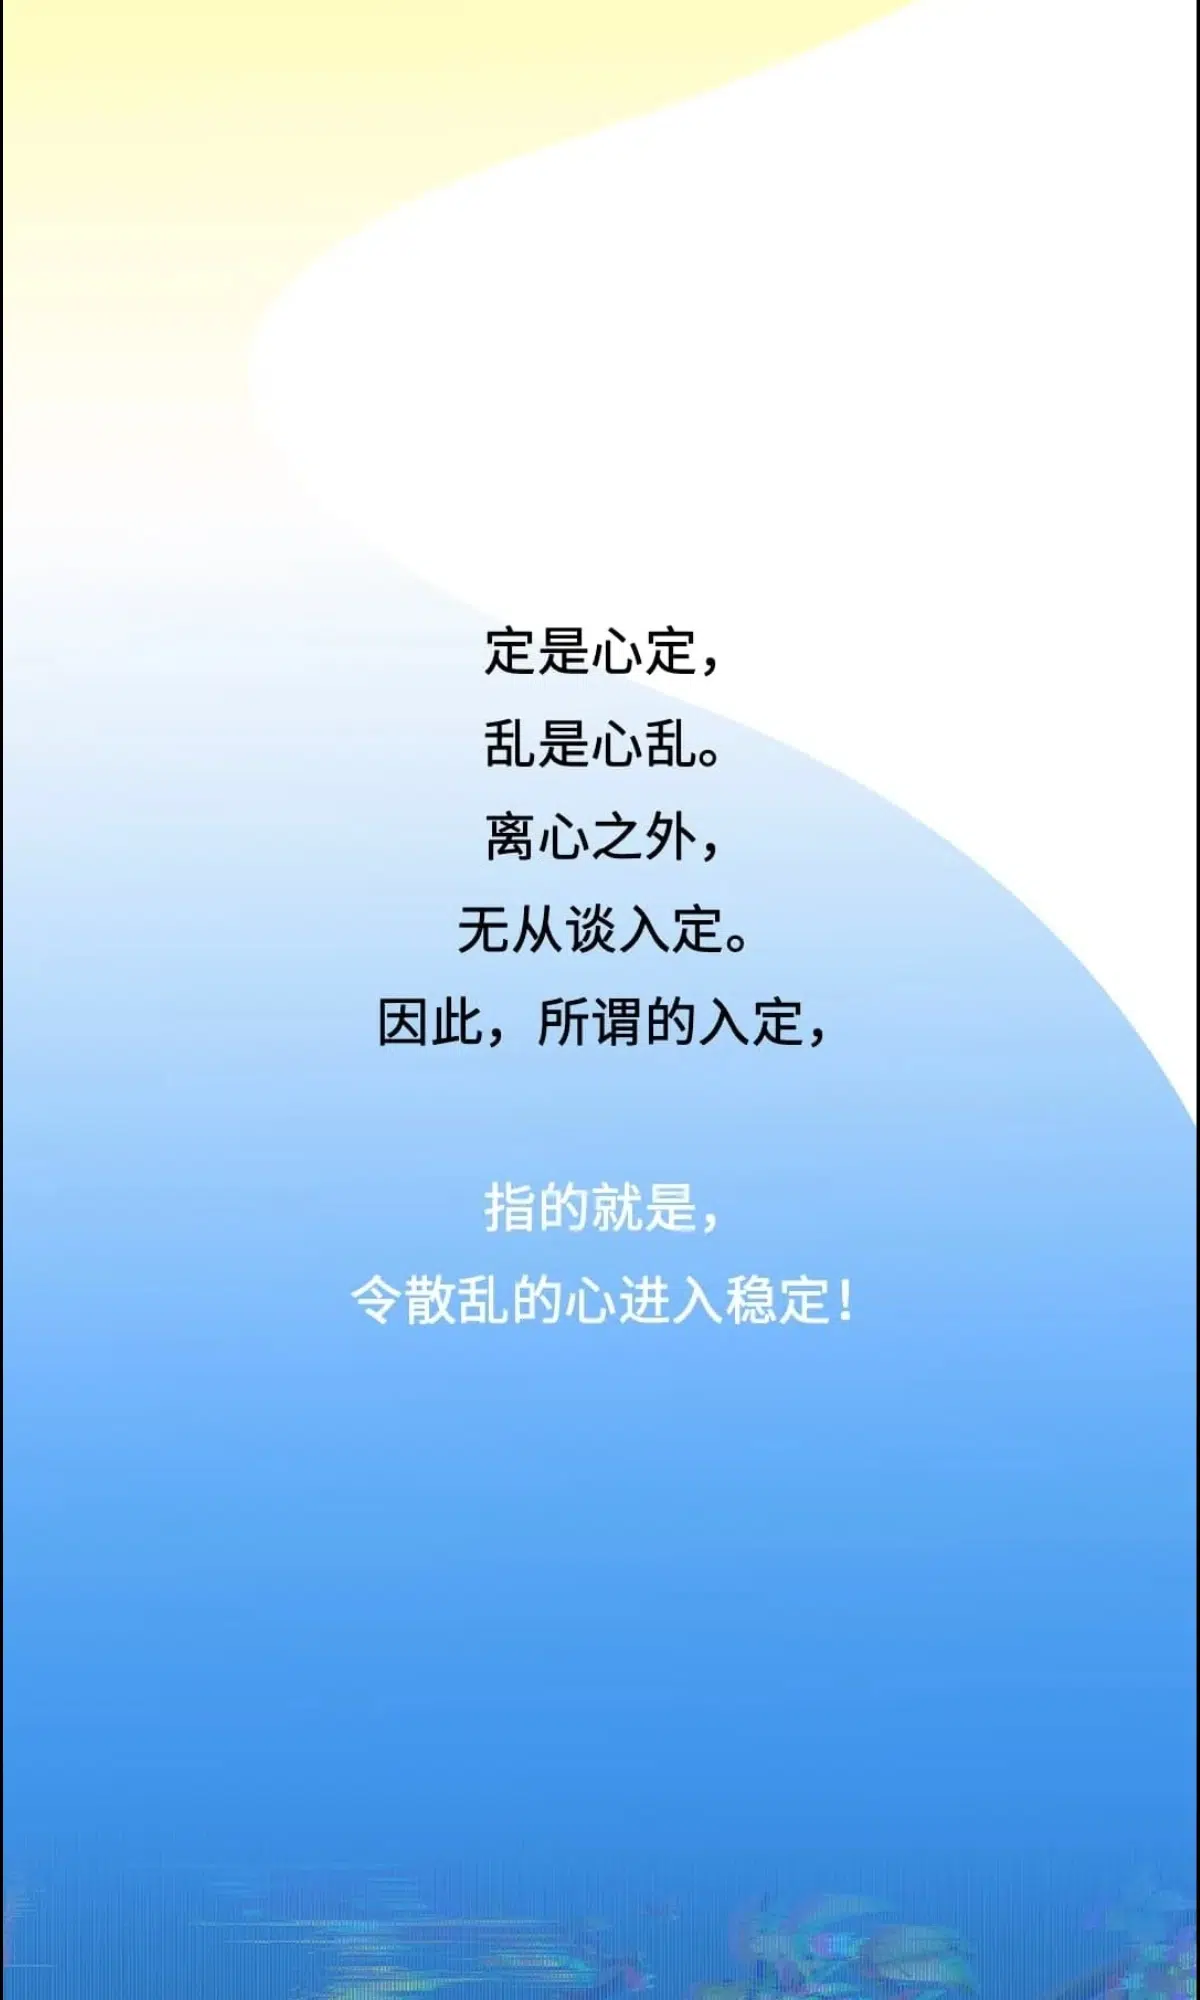 定是心定，
乱是心乱。
离心之外，
无从谈入定。
因此，所谓的入定，
指的就是，
令散乱的心进入稳定！